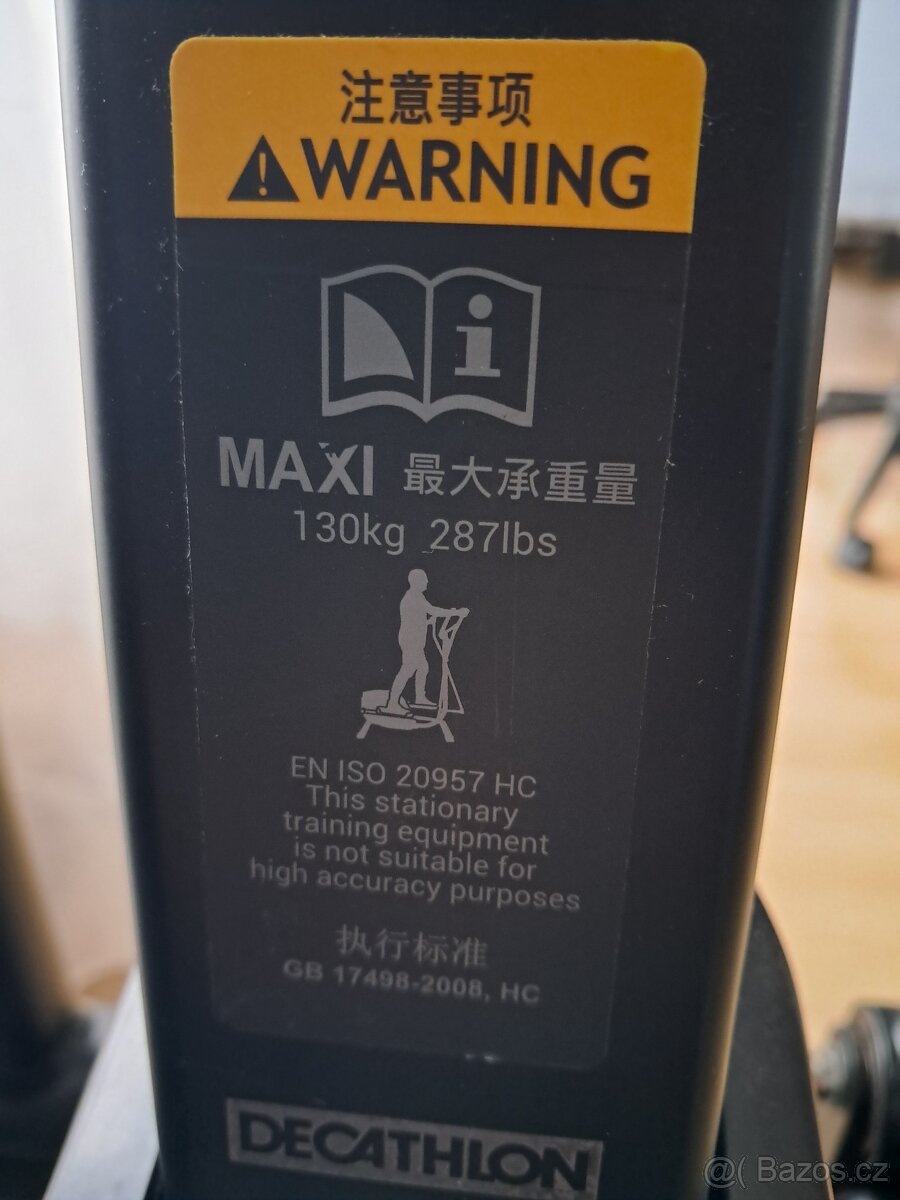 注意事项
WARNING
i
MAXI 最大承重量
130kg 287lbs
EN ISO 20957 HC
This stationary
training equipment
is not suitable for
high accuracy purposes
执行标准
GB 17498-2008, HC
DECATHLON
@( Bazos.cz